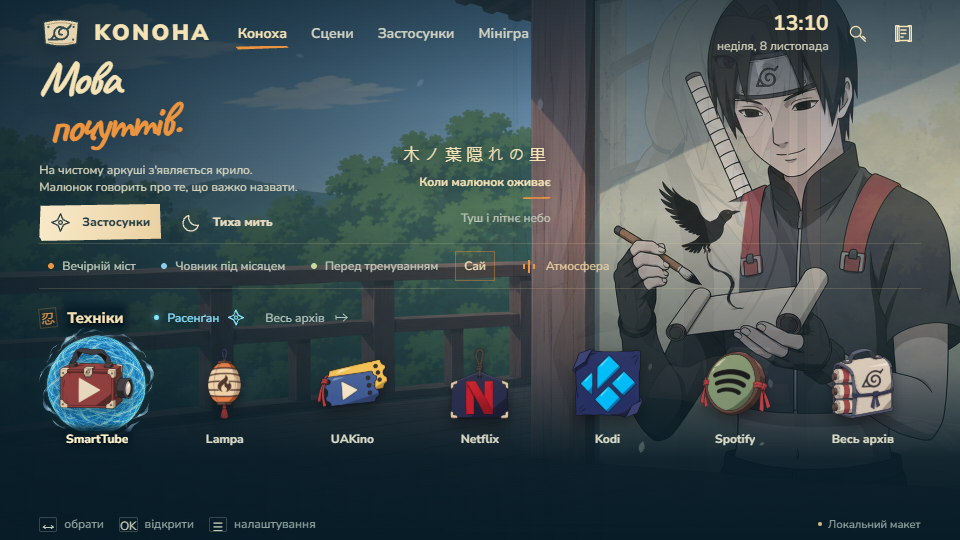 KONOHA
Коноха
Сцени
Застосунки
Мінігра
13:10
неділя, 8 листопада
Мова
почуттів.
木ノ葉隠れの里
На чистому аркуші з'являється крило.
Малюнок говорить про те, що важко назвати.
Коли малюнок оживає
Туш і літнє небо
Застосунки
Тиха мить
Вечірній міст
Човник під місяцем
Перед тренуванням
Сай
Атмосфера
忍 Техніки
Расенґан
Весь архів
SmartTube
Lampa
UAKino
N
Netflix
Kodi
Spotify
Весь архів
обрати
OK відкрити
налаштування
Локальний макет